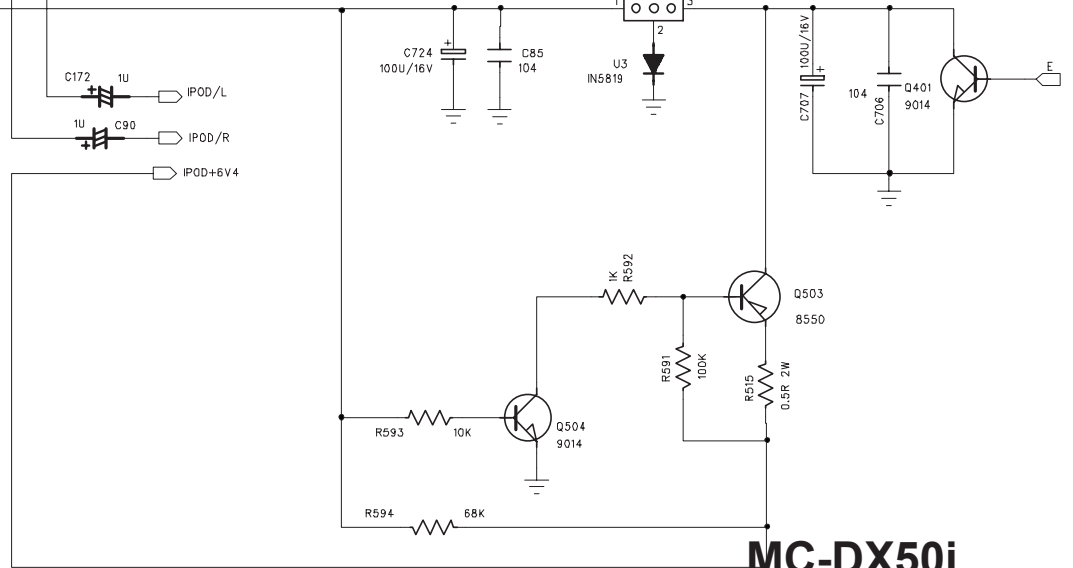 1
3
2
C724
100U/16V
+
C85
104
U3
IN5819
C707
100U/16V
+
104
C706
Q401
9014
E
C172
1U
+
IPOD/L
1U
C90
+
IPOD/R
IPOD+6V4
1K
R592
Q503
8550
R591
100K
R515
0.5R 2W
R593
10K
Q504
9014
R594
68K
MC-DX50i